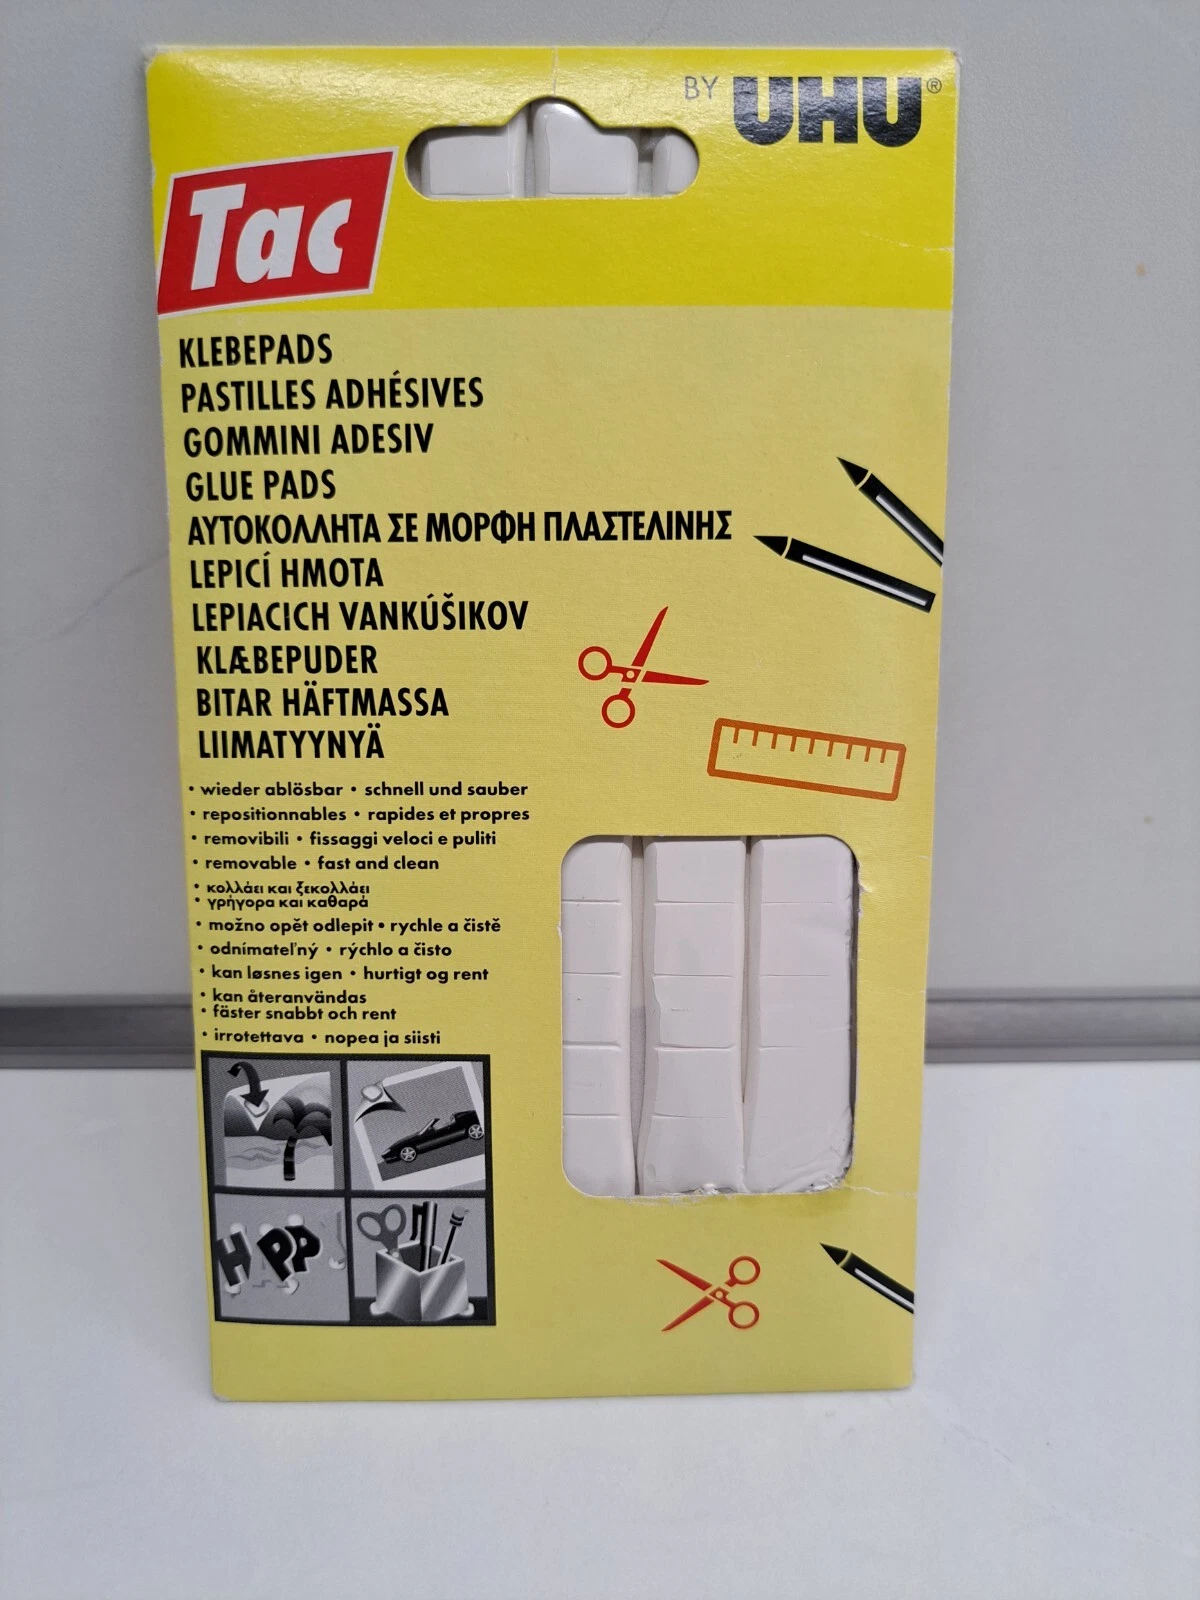 BY UHU®
Tac
KLEBEPADS
PASTILLES ADHÉSIVES
GOMMINI ADESIV
GLUE PADS
ΑΥΤΟΚΟΛΛΗΤΑ ΣΕ ΜΟΡΦΗ ΠΛΑΣΤΕΛΙΝΗΣ
LEPICÍ HMOTA
LEPIACICH VANKÚŠIKOV
KLÆBEPUDER
BITAR HÄFTMASSA
LIIMATYYNYÄ
• wieder ablösbar • schnell und sauber
• repositionnables • rapides et propres
• removibili • fissaggi veloci e puliti
• removable • fast and clean
• κολλάει και ξεκολλάει
• γρήγορα και καθαρά
• možno opět odlepit • rychle a čistě
• odnímateľný • rýchlo a čisto
• kan løsnes igen • hurtigt og rent
• kan återanvändas
• fäster snabbt och rent
• irrotettava • nopea ja siisti
H PP